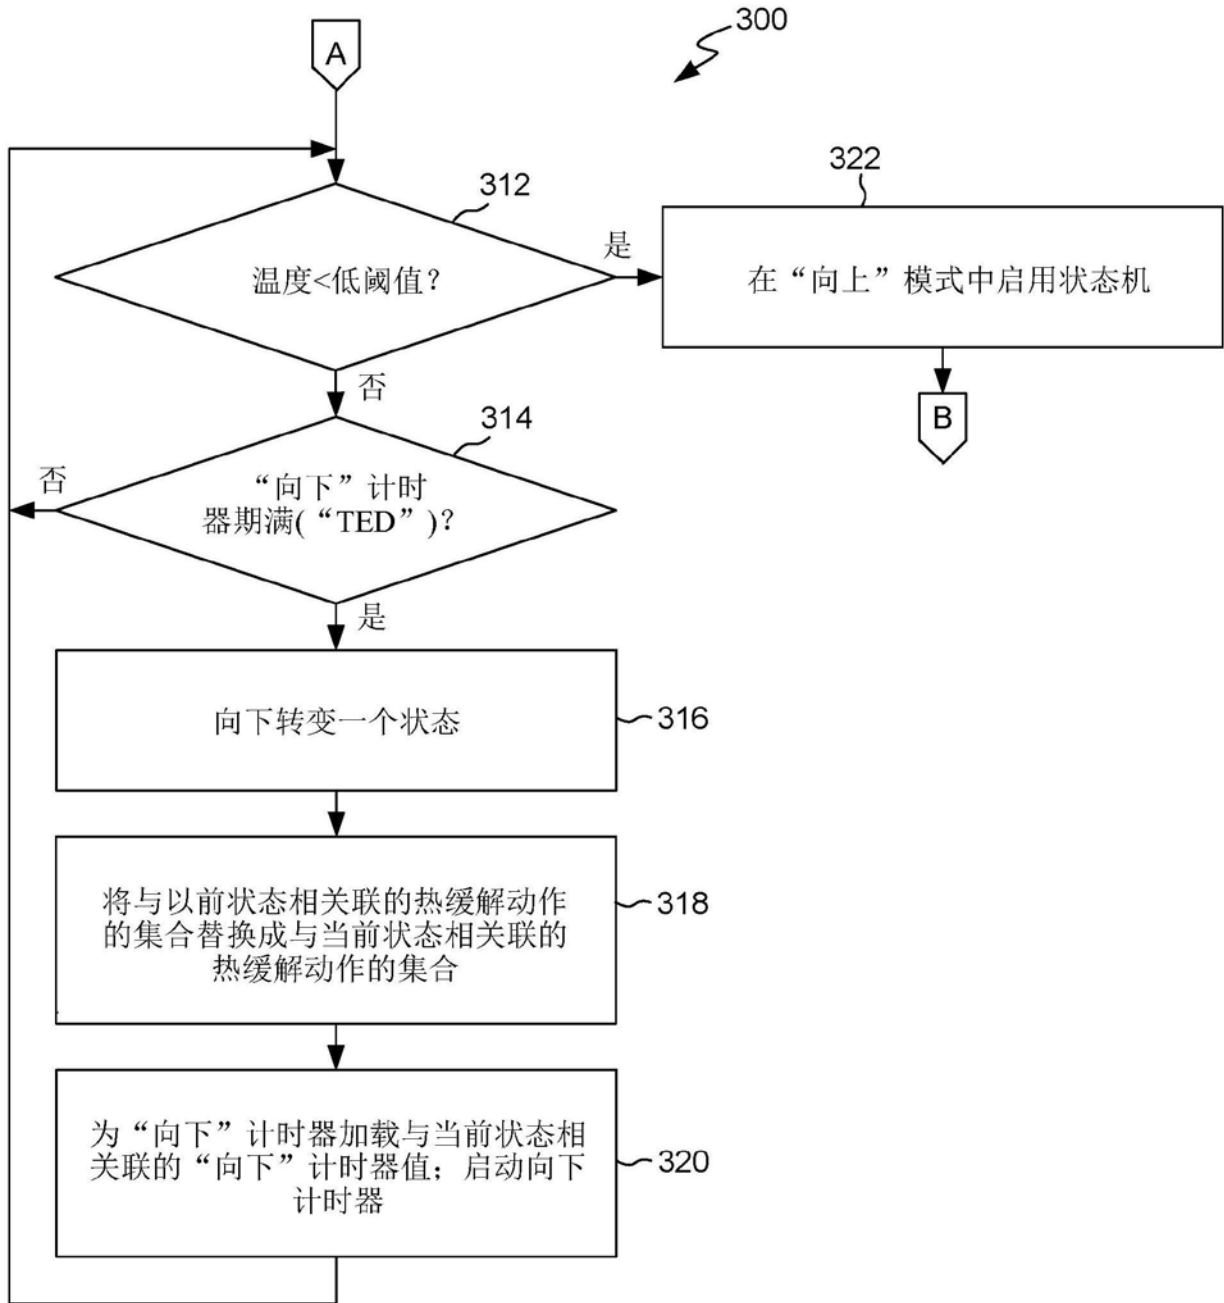 300
A
312
温度<低阈值？
是
322
在“向上”模式中启用状态机
B
否
314
“向下”计时
器期满(“TED”)？
否
是
向下转变一个状态
316
将与以前状态相关联的热缓解动作
的集合替换成与当前状态相关联的
热缓解动作的集合
318
为“向下”计时器加载与当前状态相
关联的“向下”计时器值；启动向下
计时器
320